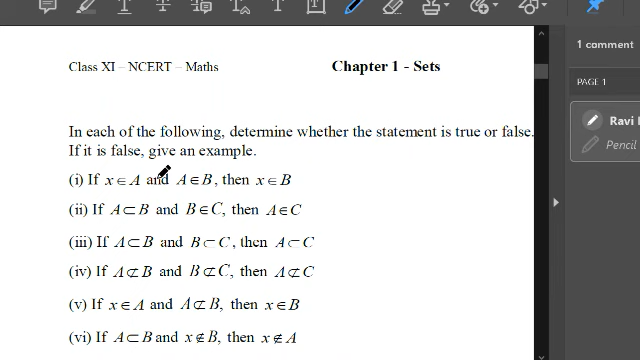 1 comment
Class XI – NCERT – Maths Chapter 1 - Sets
PAGE 1
In each of the following, determine whether the statement is true or false.
If it is false, give an example.
Ravi
Pencil
(i) If x ∈ A and A ∈ B, then x ∈ B
(ii) If A ⊂ B and B ∈ C, then A ∈ C
(iii) If A ⊂ B and B ⊂ C, then A ⊂ C
(iv) If A ⊄ B and B ⊄ C, then A ⊄ C
(v) If x ∈ A and A ⊄ B, then x ∈ B
(vi) If A ⊂ B and x ∉ B, then x ∉ A